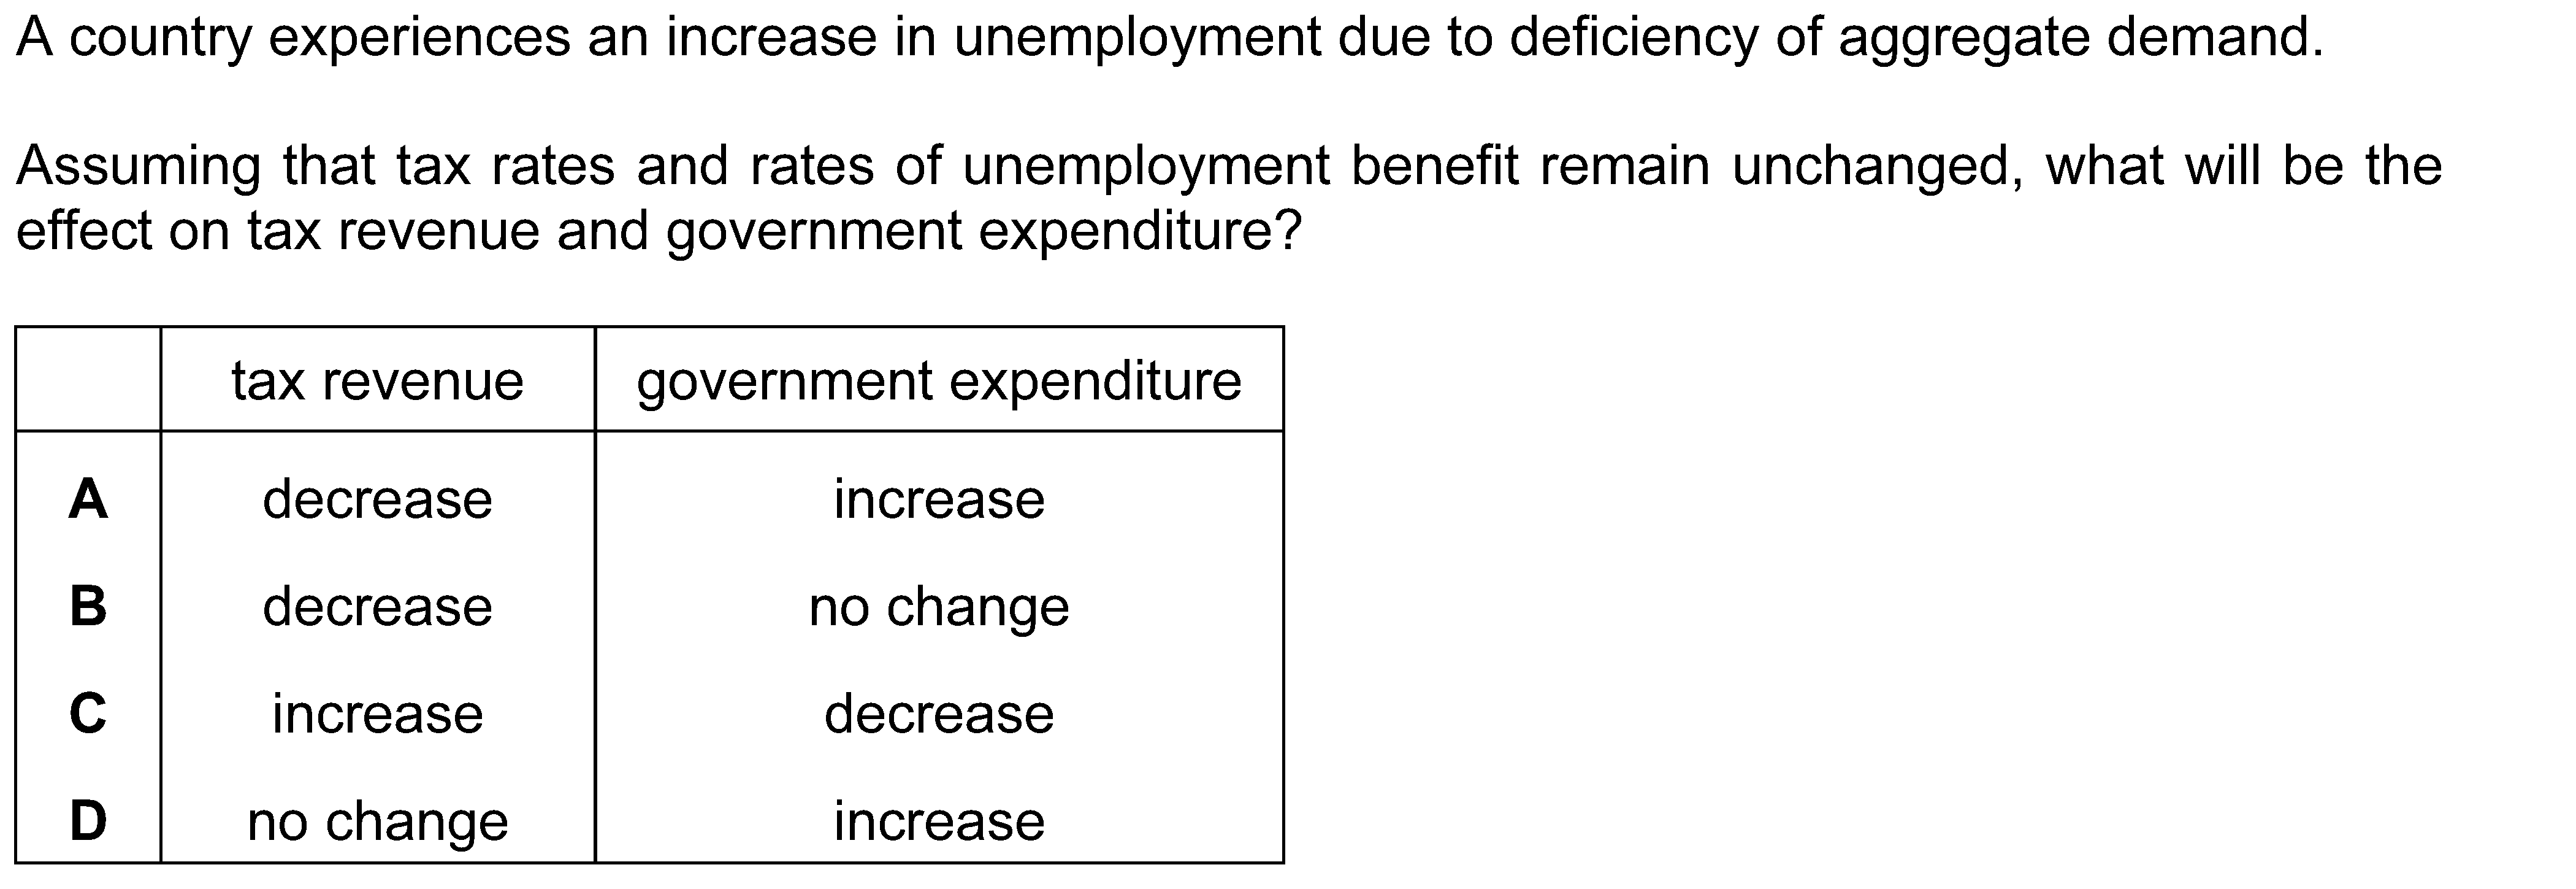 A country experiences an increase in unemployment due to deficiency of aggregate demand.
Assuming that tax rates and rates of unemployment benefit remain unchanged, what will be the
effect on tax revenue and government expenditure?
tax revenue government expenditure
A decrease increase
B decrease no change
C increase decrease
D no change increase